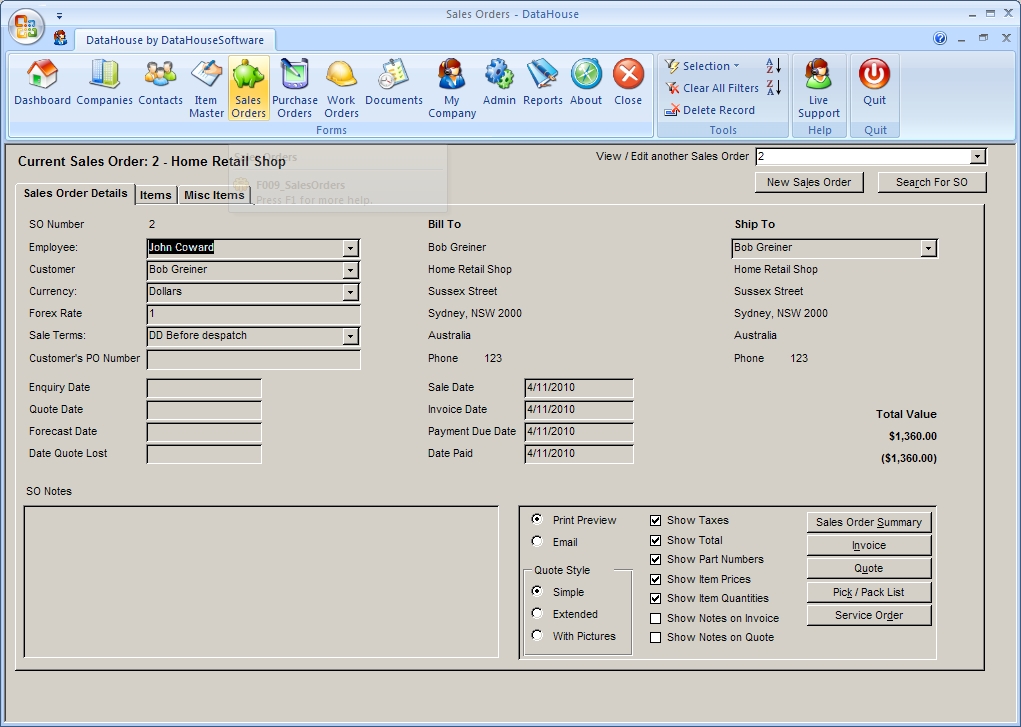 Sales Orders - DataHouse
DataHouse by DataHouseSoftware
Dashboard Companies Contacts Item Master Sales Orders Purchase Orders Work Orders Documents My Company Admin Reports About Close
Forms
Selection
Clear All Filters
Delete Record
Tools
Live Support
Help
Quit
Quit
Current Sales Order: 2 - Home Retail Shop
Orders
F009_SalesOrders
Press F1 for more help.
View / Edit another Sales Order 2
New Sales Order Search For SO
Sales Order Details Items Misc Items
SO Number 2
Employee: John Coward
Customer Bob Greiner
Currency: Dollars
Forex Rate 1
Sale Terms: DD Before despatch
Customer's PO Number
Bill To
Bob Greiner
Home Retail Shop
Sussex Street
Sydney, NSW 2000
Australia
Phone 123
Ship To
Bob Greiner
Home Retail Shop
Sussex Street
Sydney, NSW 2000
Australia
Phone 123
Enquiry Date
Quote Date
Forecast Date
Date Quote Lost
Sale Date 4/11/2010
Invoice Date 4/11/2010
Payment Due Date 4/11/2010
Date Paid 4/11/2010
Total Value
$1,360.00
($1,360.00)
SO Notes
Print Preview
Email
Quote Style
Simple
Extended
With Pictures
Show Taxes
Show Total
Show Part Numbers
Show Item Prices
Show Item Quantities
Show Notes on Invoice
Show Notes on Quote
Sales Order Summary
Invoice
Quote
Pick / Pack List
Service Order